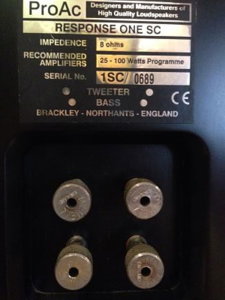 ProAc Designers and Manufacturers of
High Quality Loudspeakers
RESPONSE ONE SC
IMPEDENCE 8 ohms
RECOMMENDED
AMPLIFIERS 25 - 100 Watts Programme
SERIAL No. 1SC/0689
TWEETER
BASS CE
BRACKLEY - NORTHANTS - ENGLAND